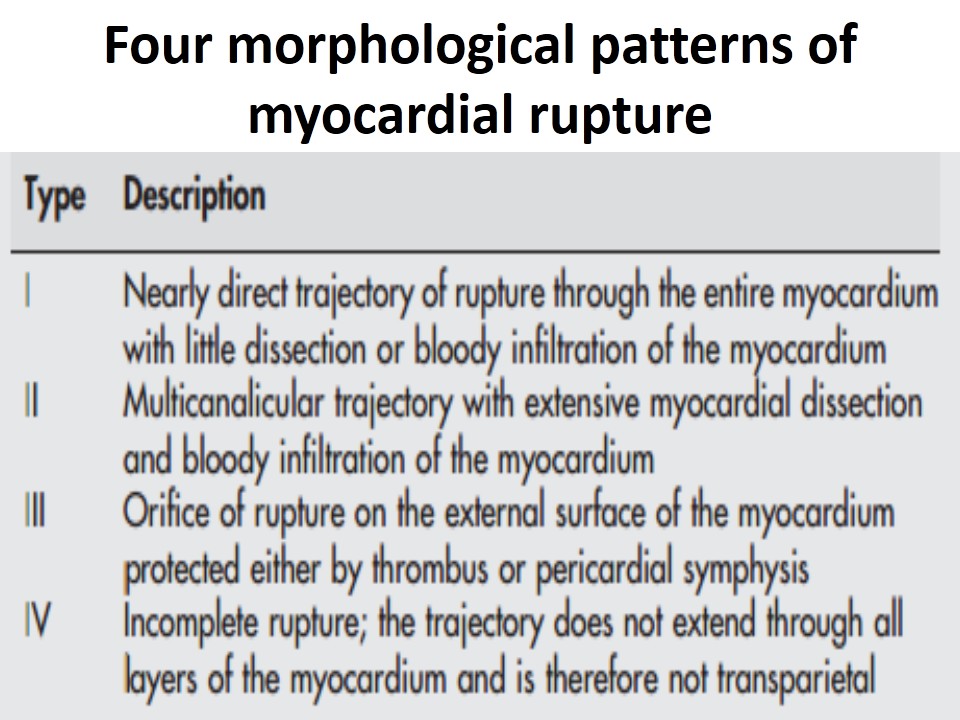 Four morphological patterns of
myocardial rupture
Type Description
I Nearly direct trajectory of rupture through the entire myocardium
with little dissection or bloody infiltration of the myocardium
II Multicanalicular trajectory with extensive myocardial dissection
and bloody infiltration of the myocardium
III Orifice of rupture on the external surface of the myocardium
protected either by thrombus or pericardial symphysis
IV Incomplete rupture; the trajectory does not extend through all
layers of the myocardium and is therefore not transparietal